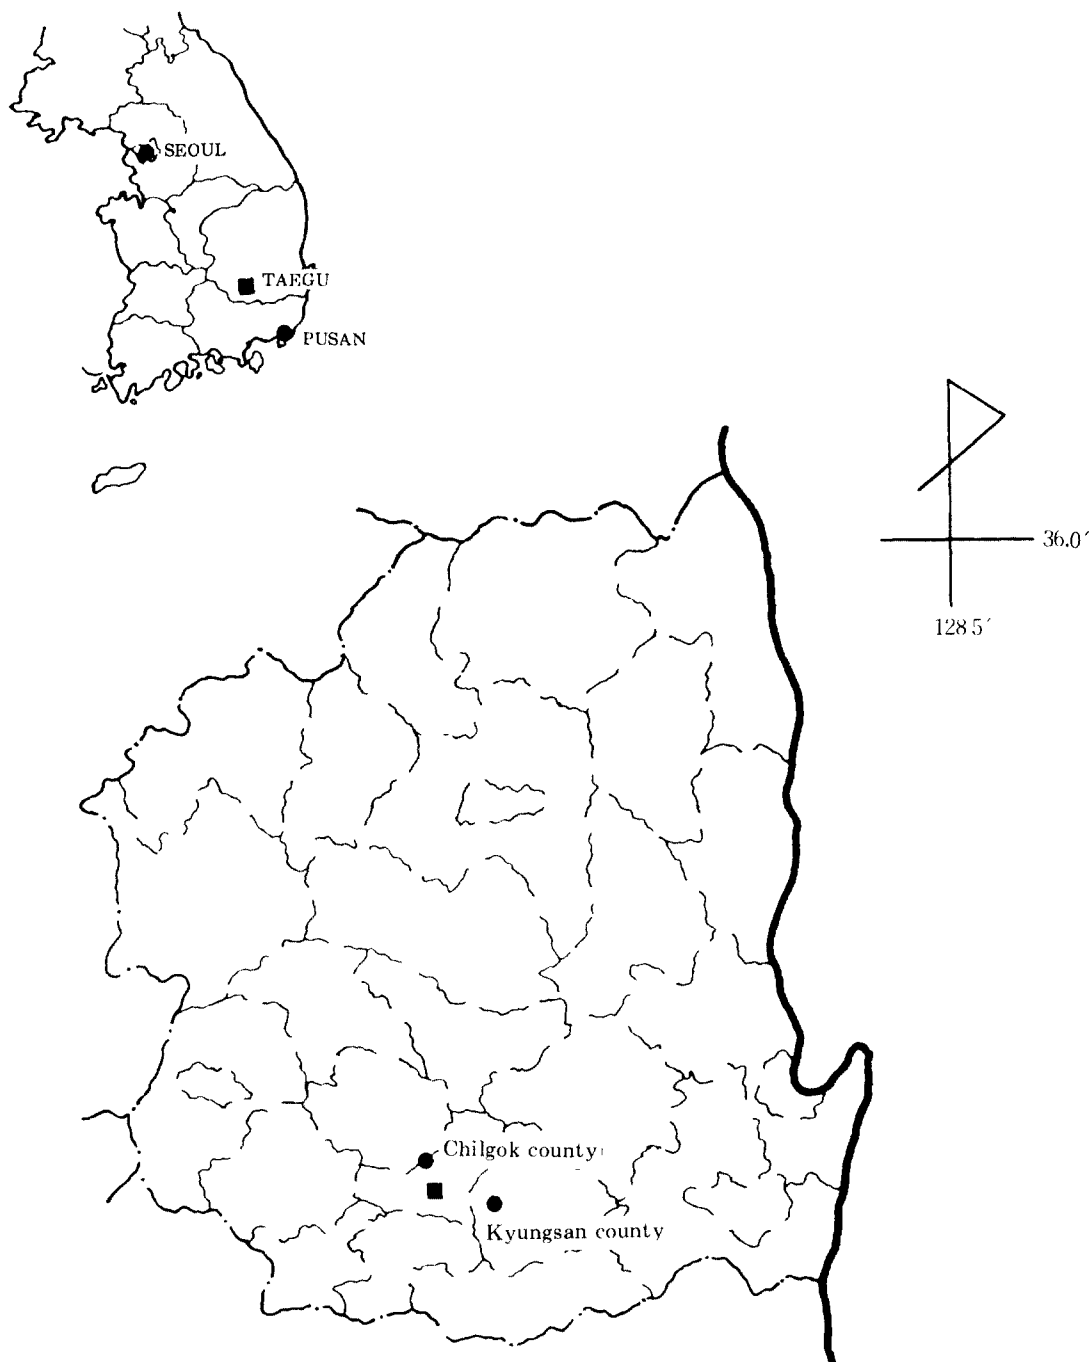 SEOUL
TAEGU
PUSAN
36.0′
128 5′
Chilgok county
Kyungsan county